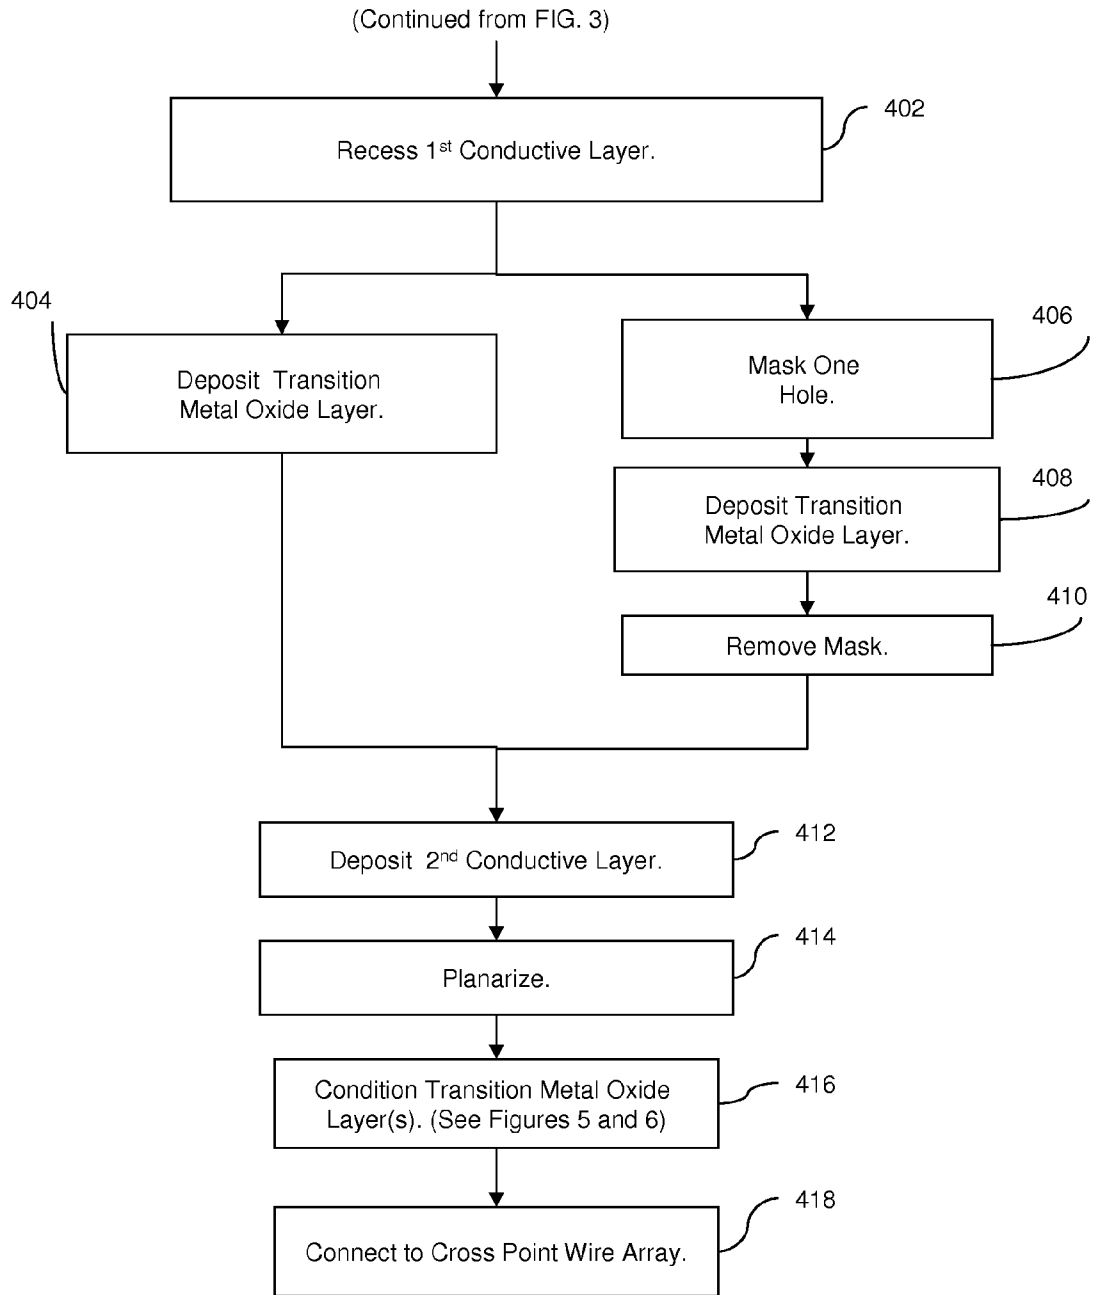 (Continued from FIG. 3)
402
Recess 1st Conductive Layer.
404
Deposit Transition
Metal Oxide Layer.
406
Mask One
Hole.
408
Deposit Transition
Metal Oxide Layer.
410
Remove Mask.
412
Deposit 2nd Conductive Layer.
414
Planarize.
416
Condition Transition Metal Oxide
Layer(s). (See Figures 5 and 6)
418
Connect to Cross Point Wire Array.